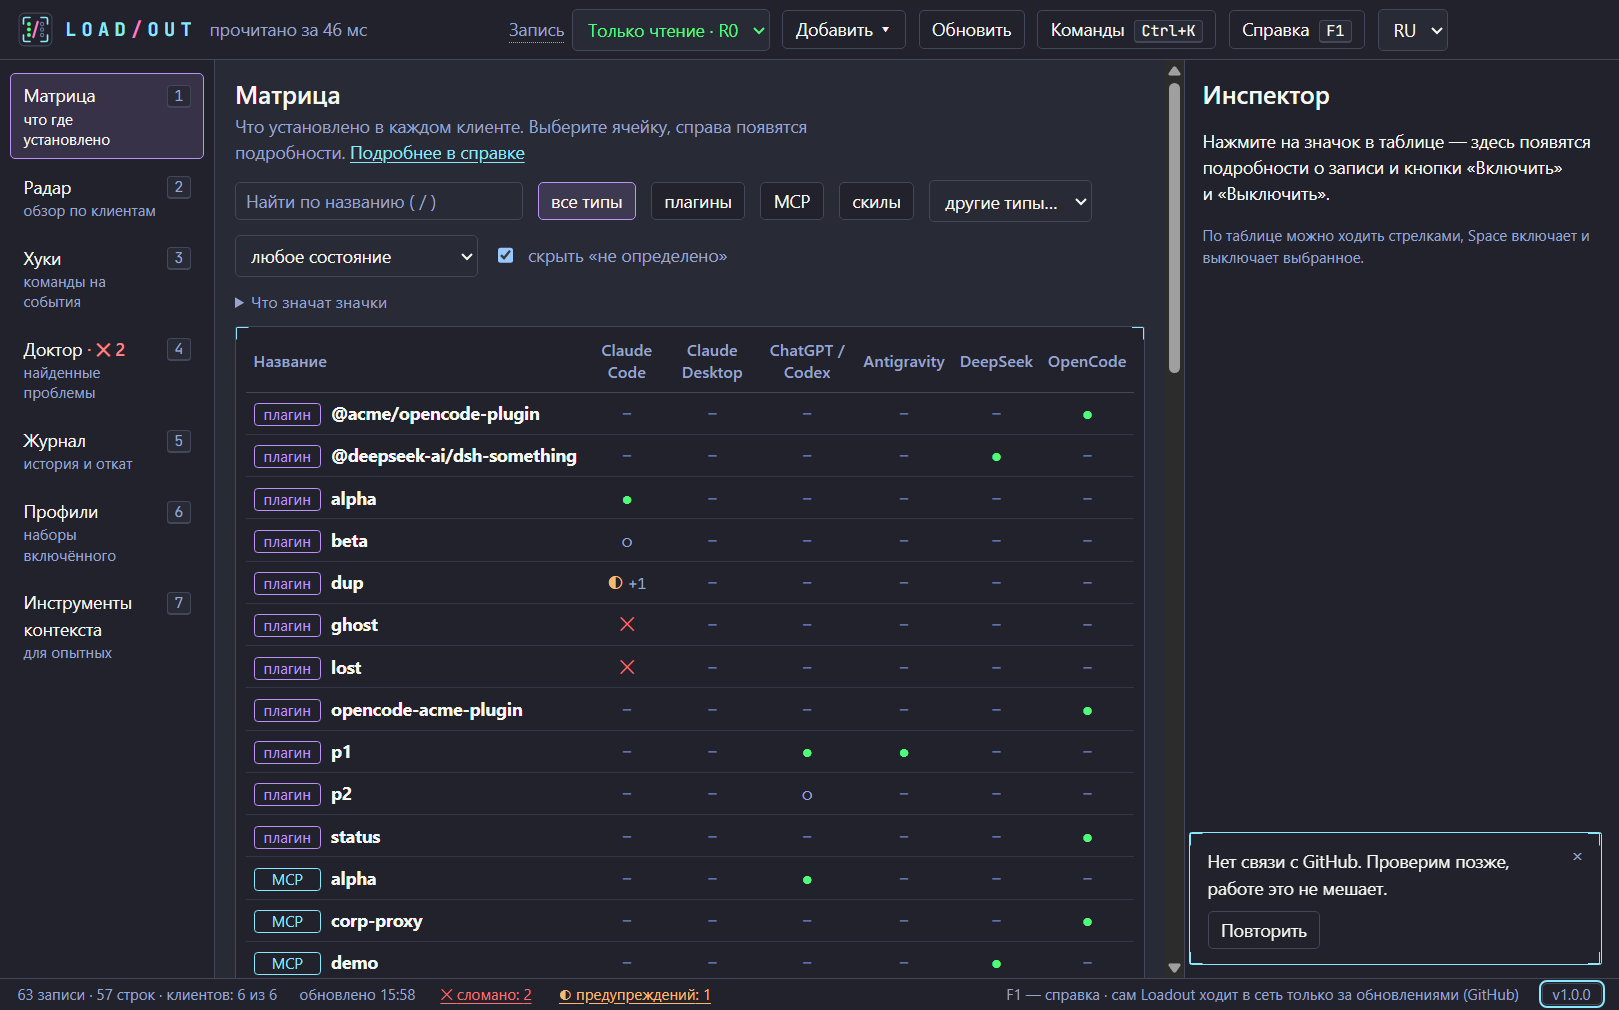 LOAD/OUT прочитано за 46 мс Запись Только чтение · R0 Добавить ▼ Обновить Команды Ctrl+K Справка F1 RU
Матрица 1
что где
установлено
Радар 2
обзор по клиентам
Хуки 3
команды на
события
Доктор · ✕ 2 4
найденные
проблемы
Журнал 5
история и откат
Профили 6
наборы
включённого
Инструменты 7
контекста
для опытных
Матрица
Что установлено в каждом клиенте. Выберите ячейку, справа появятся
подробности. Подробнее в справке
Найти по названию ( / ) все типы плагины MCP скилы другие типы...
любое состояние скрыть «не определено»
▶ Что значат значки
Название Claude Code Claude Desktop ChatGPT / Codex Antigravity DeepSeek OpenCode
плагин @acme/opencode-plugin – – – – – ●
плагин @deepseek-ai/dsh-something – – – – ● –
плагин alpha ● – – – – –
плагин beta ○ – – – – –
плагин dup ◐ +1 – – – – –
плагин ghost ✕ – – – – –
плагин lost ✕ – – – – –
плагин opencode-acme-plugin – – – – – ●
плагин p1 – – ● ● – –
плагин p2 – – ○ – – –
плагин status – – – – – ●
MCP alpha – – ● – – –
MCP corp-proxy – – – – – ●
MCP demo – – – – ● –
Инспектор
Нажмите на значок в таблице — здесь появятся
подробности о записи и кнопки «Включить»
и «Выключить».
По таблице можно ходить стрелками, Space включает и
выключает выбранное.
Нет связи с GitHub. Проверим позже, ×
работе это не мешает.
Повторить
63 записи · 57 строк · клиентов: 6 из 6 обновлено 15:58 ✕ сломано: 2 ◐ предупреждений: 1 F1 — справка · сам Loadout ходит в сеть только за обновлениями (GitHub) v1.0.0